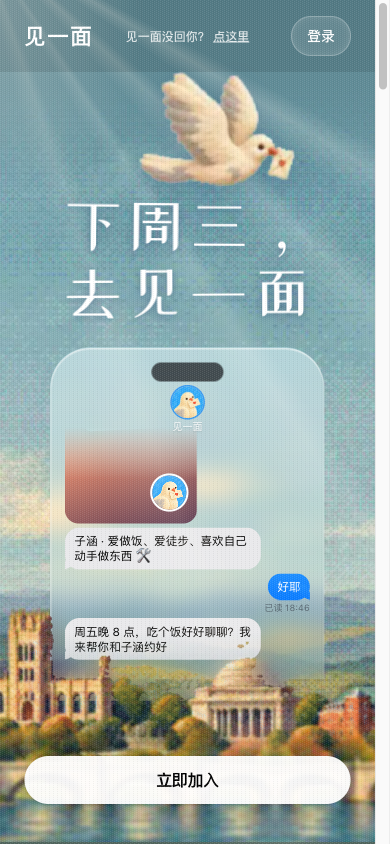 见一面
见一面没回你？ 点这里
登录
下周三，
去见一面
见一面
子涵 · 爱做饭、爱徒步、喜欢自己
动手做东西 🛠️
好耶
已读 18:46
周五晚 8 点，吃个饭好好聊聊？我
来帮你和子涵约好
立即加入